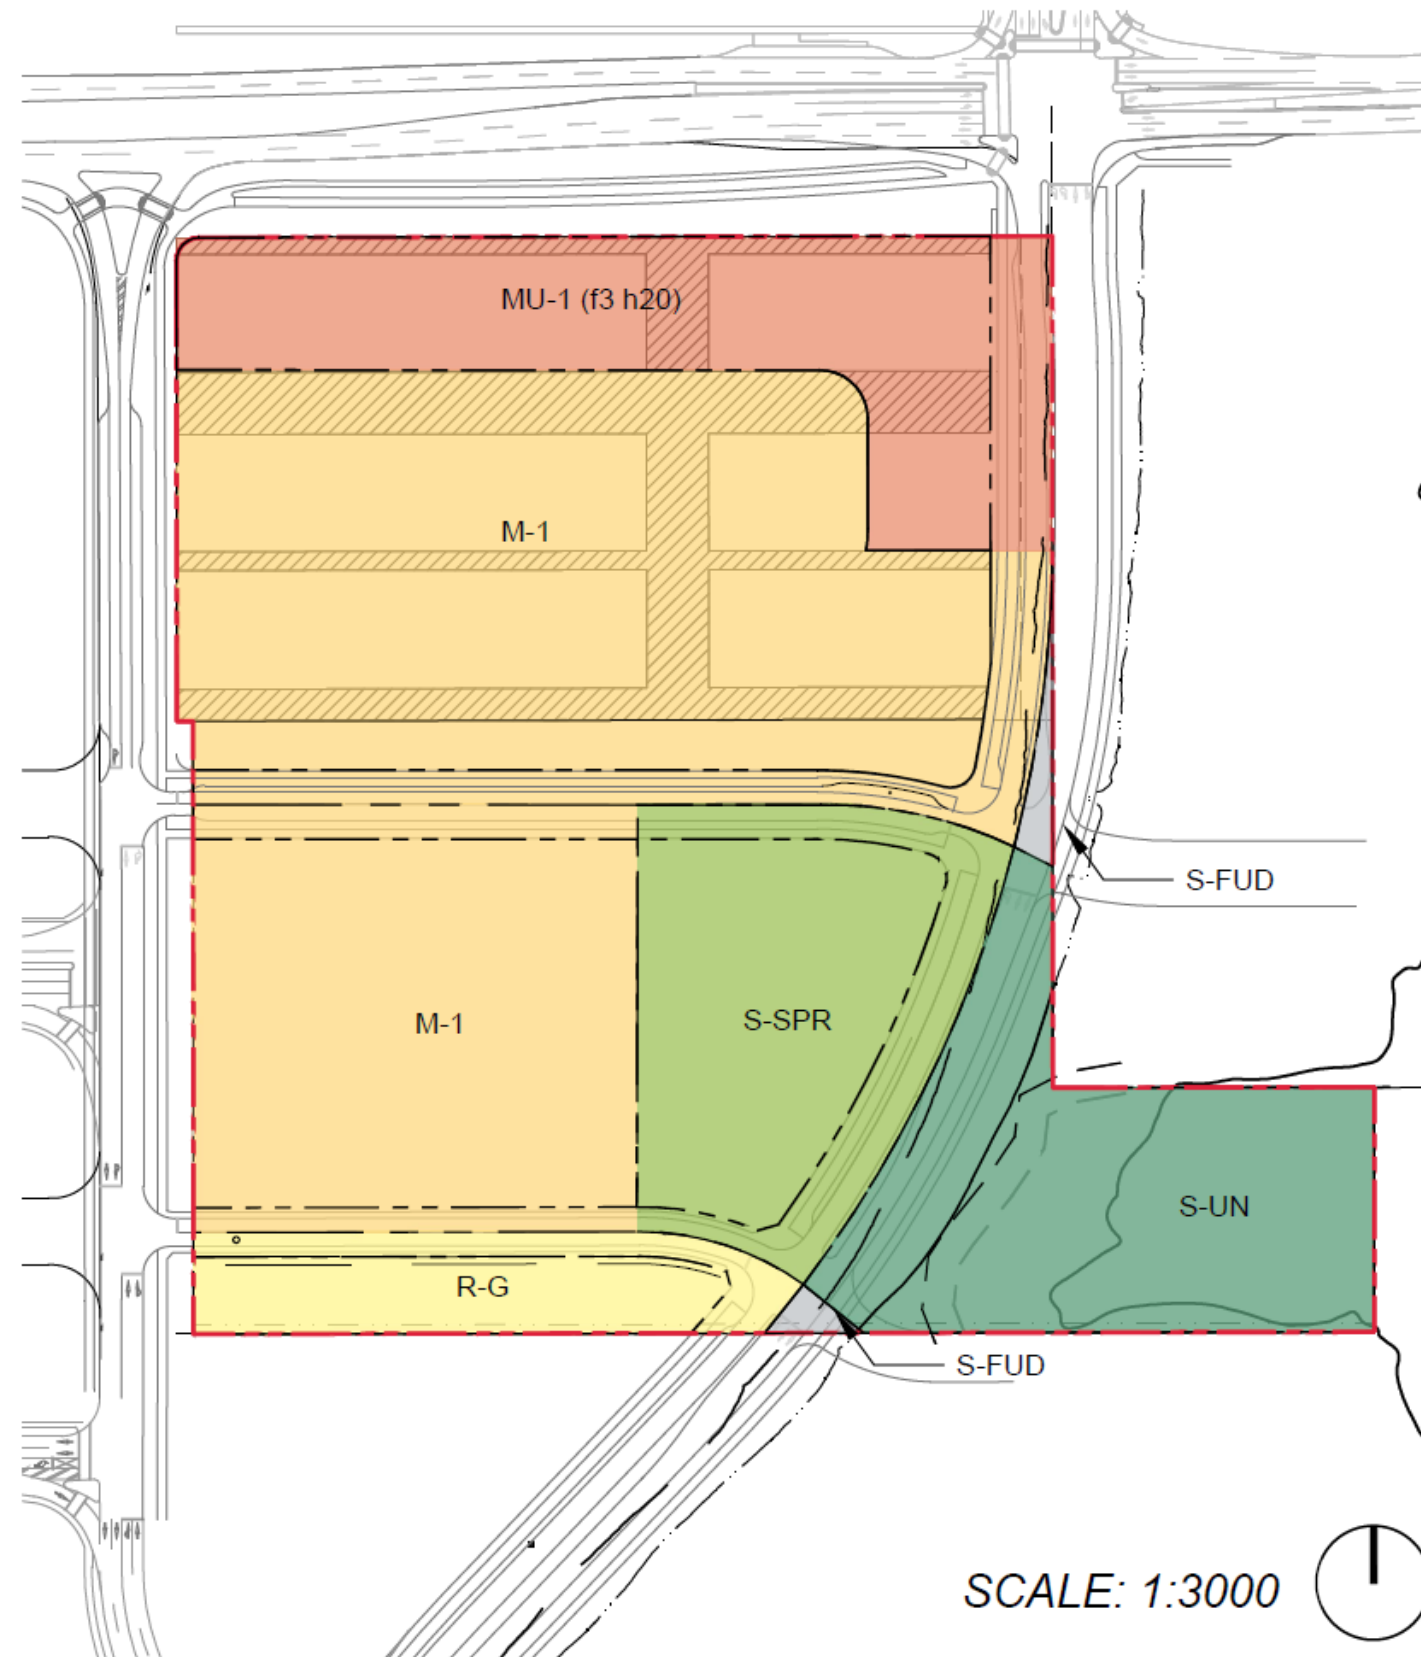 MU-1 (f3 h20)
M-1
S-FUD
M-1
S-SPR
S-UN
R-G
S-FUD
SCALE: 1:3000